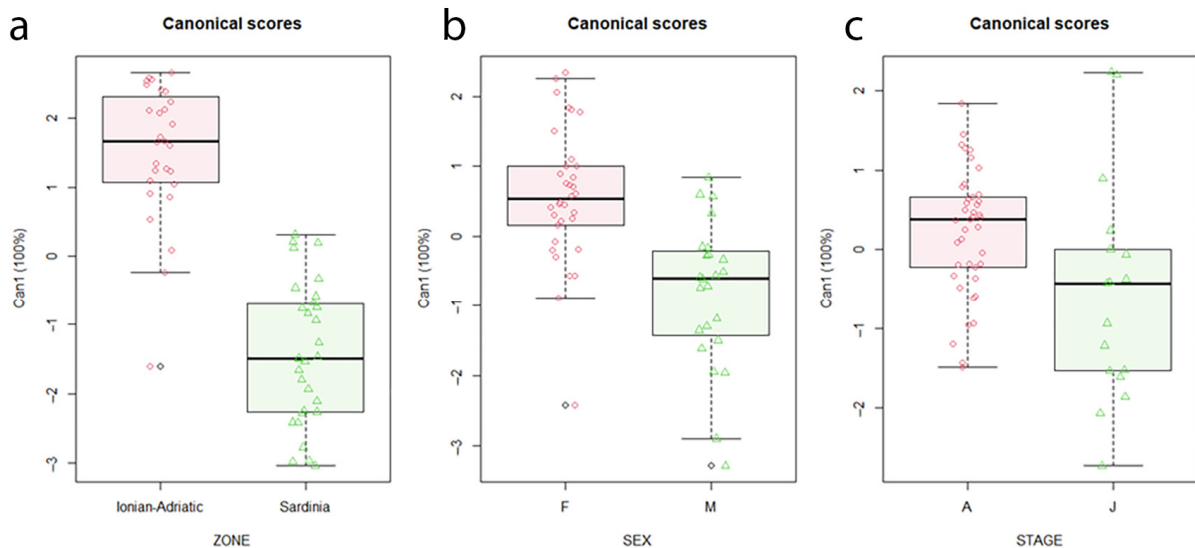 a
Canonical scores
Can1 (100%)
2
1
0
−1
−2
−3
Ionian-Adriatic
Sardinia
ZONE
b
Canonical scores
Can1 (100%)
2
1
0
−1
−2
−3
F
M
SEX
c
Canonical scores
Can1 (100%)
2
1
0
−1
−2
A
J
STAGE